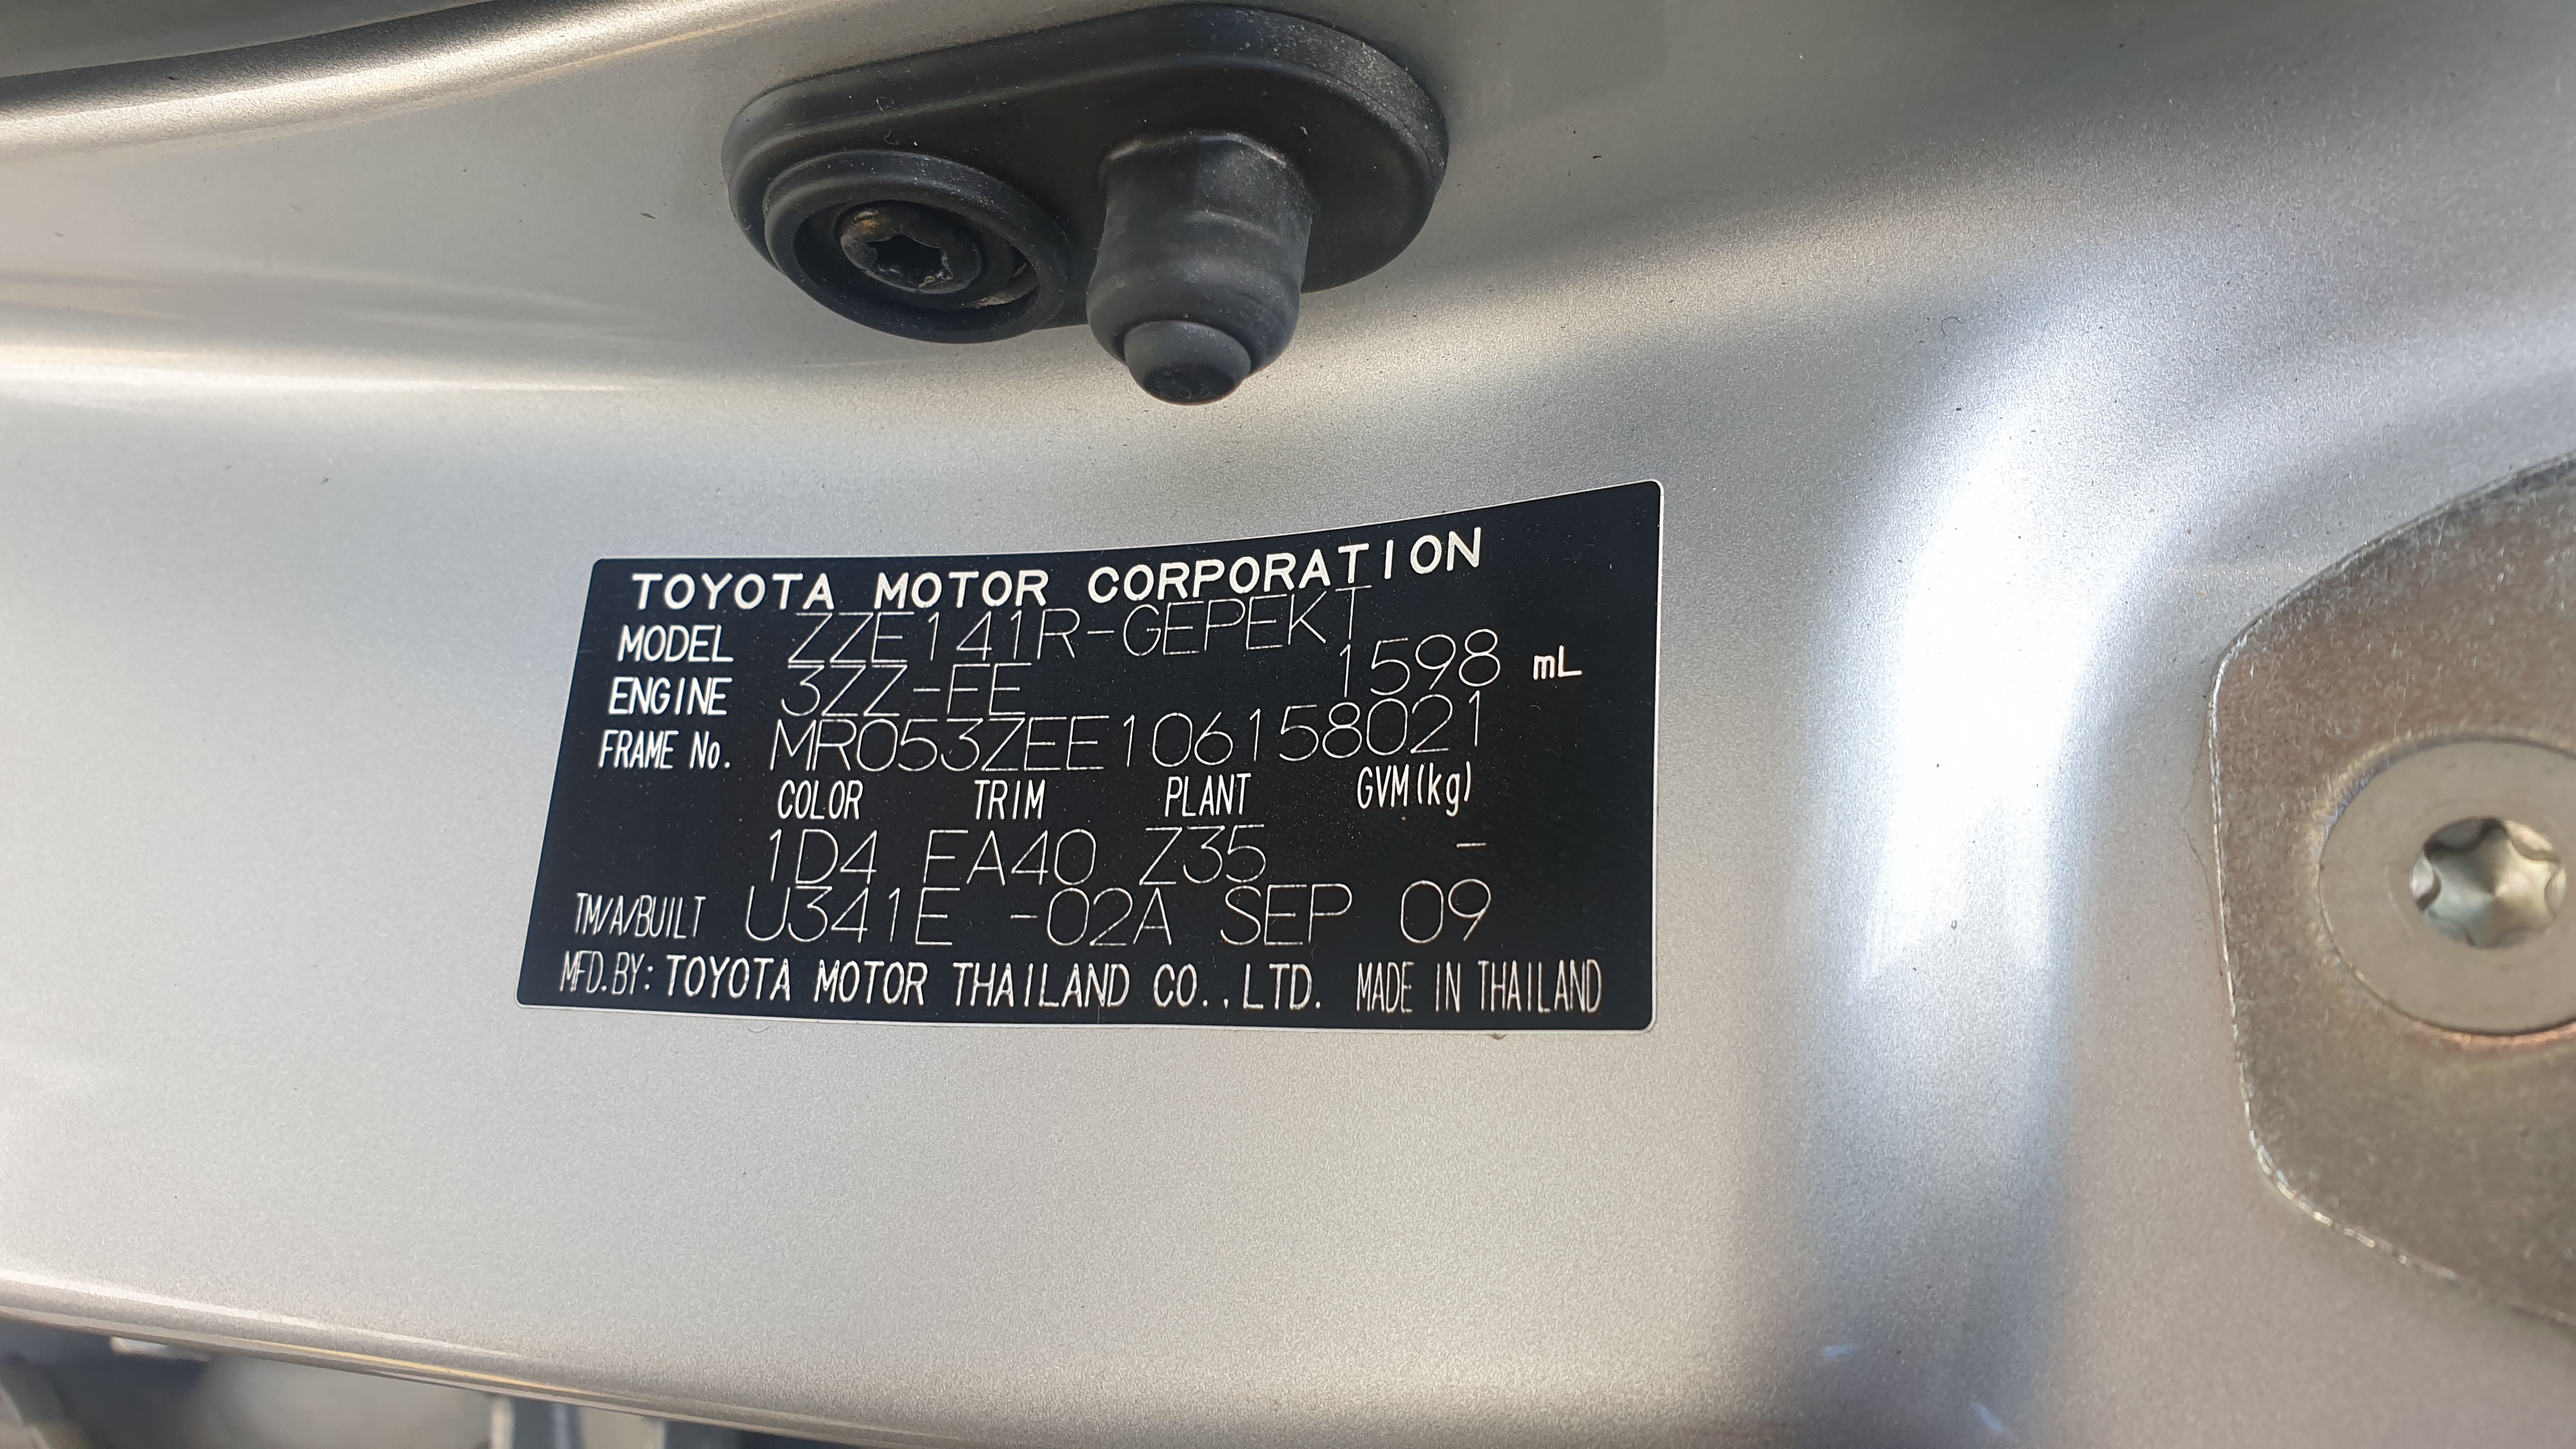 TOYOTA MOTOR CORPORATION
MODEL ZZE141R-GEPEKT
ENGINE 3ZZ-FE 1598 mL
FRAME No. MR053ZEE106158021
COLOR TRIM PLANT GVM(kg)
1D4 FA40 Z35 -
TM/A/BUILT U341E -02A SEP 09
MFD.BY: TOYOTA MOTOR THAILAND CO.,LTD. MADE IN THAILAND